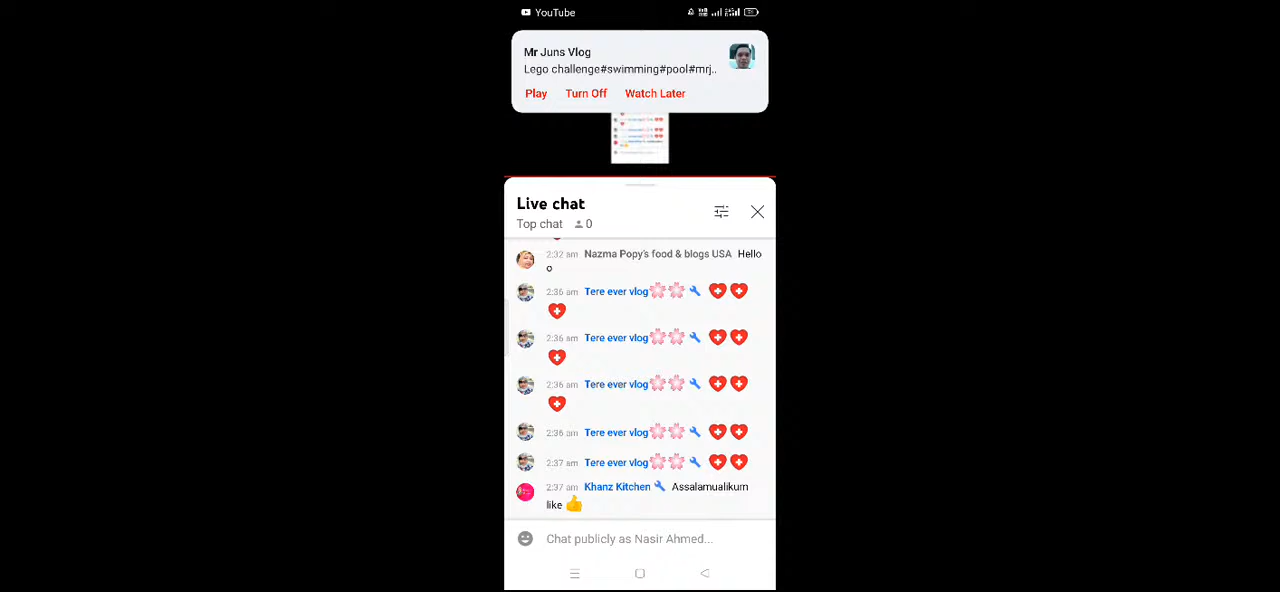 YouTube
Mr Juns Vlog
Lego challenge#swimming#pool#mrj..
Play Turn Off Watch Later
Live chat
Top chat 0
2:32 am Nazma Popy's food & blogs USA Hello
o
2:36 am Tere ever vlog🌸🌸
2:36 am Tere ever vlog🌸🌸
2:36 am Tere ever vlog🌸🌸
2:36 am Tere ever vlog🌸🌸
2:37 am Tere ever vlog🌸🌸
2:37 am Khanz Kitchen Assalamualikum
like 👍
Chat publicly as Nasir Ahmed...